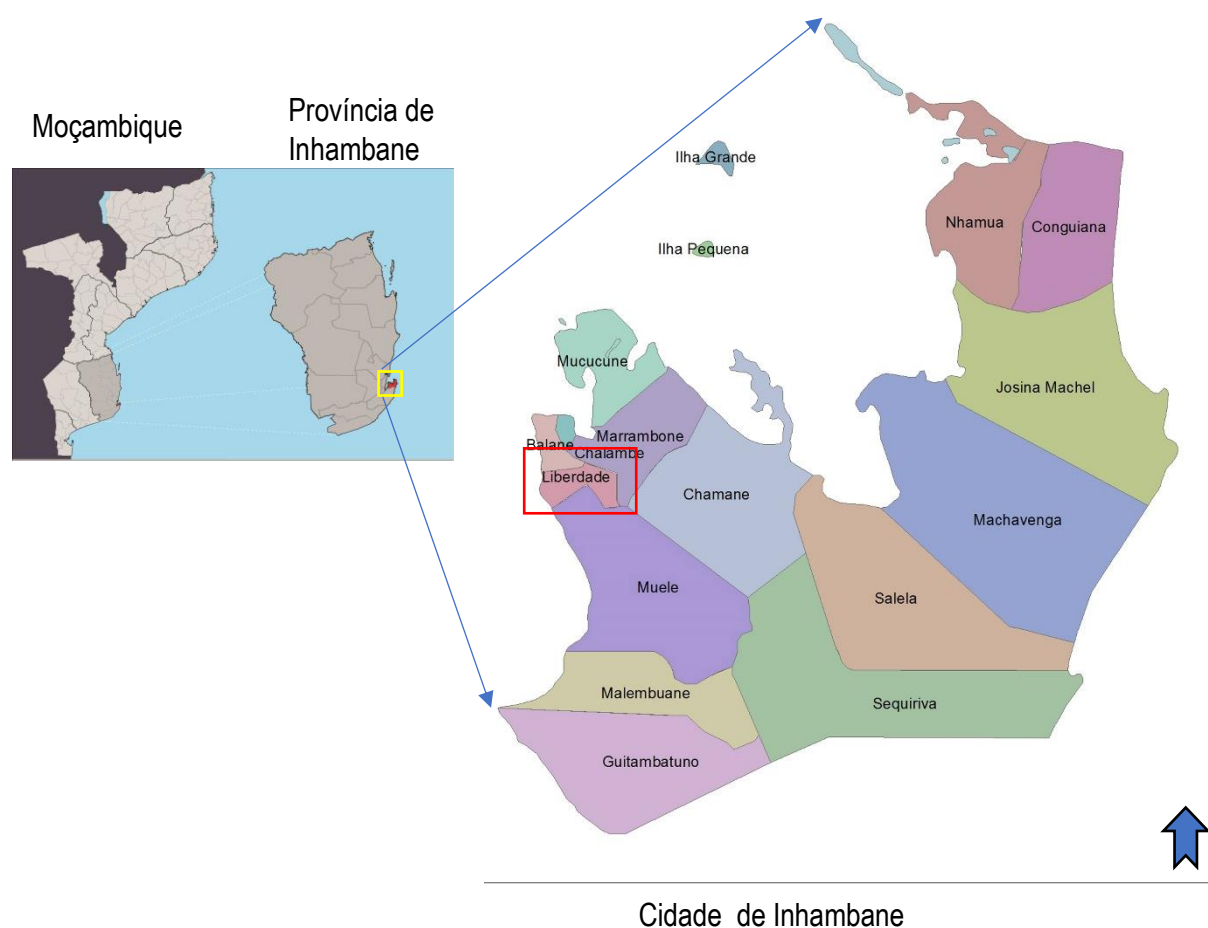 Moçambique
Província de
Inhambane
Ilha Grande
Nhamua
Conguiana
Ilha Pequena
Mucucune
Josina Machel
Balane
Marrambone
Chalambe
Liberdade
Chamane
Machavenga
Muele
Salela
Malembuane
Sequiriva
Guitambatuno
Cidade de Inhambane